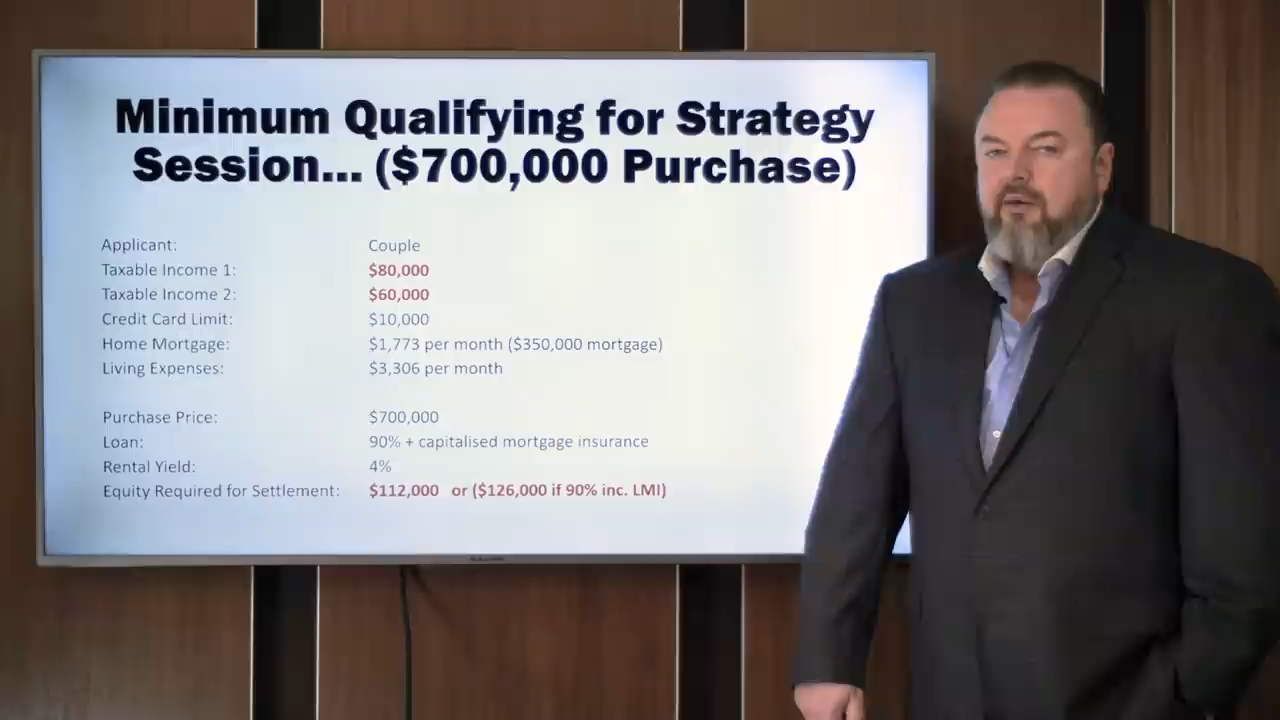 Minimum Qualifying for Strategy
Session... ($700,000 Purchase)
Applicant: Couple
Taxable Income 1: $80,000
Taxable Income 2: $60,000
Credit Card Limit: $10,000
Home Mortgage: $1,773 per month ($350,000 mortgage)
Living Expenses: $3,306 per month
Purchase Price: $700,000
Loan: 90% + capitalised mortgage insurance
Rental Yield: 4%
Equity Required for Settlement: $112,000 or ($126,000 if 90% inc. LMI)